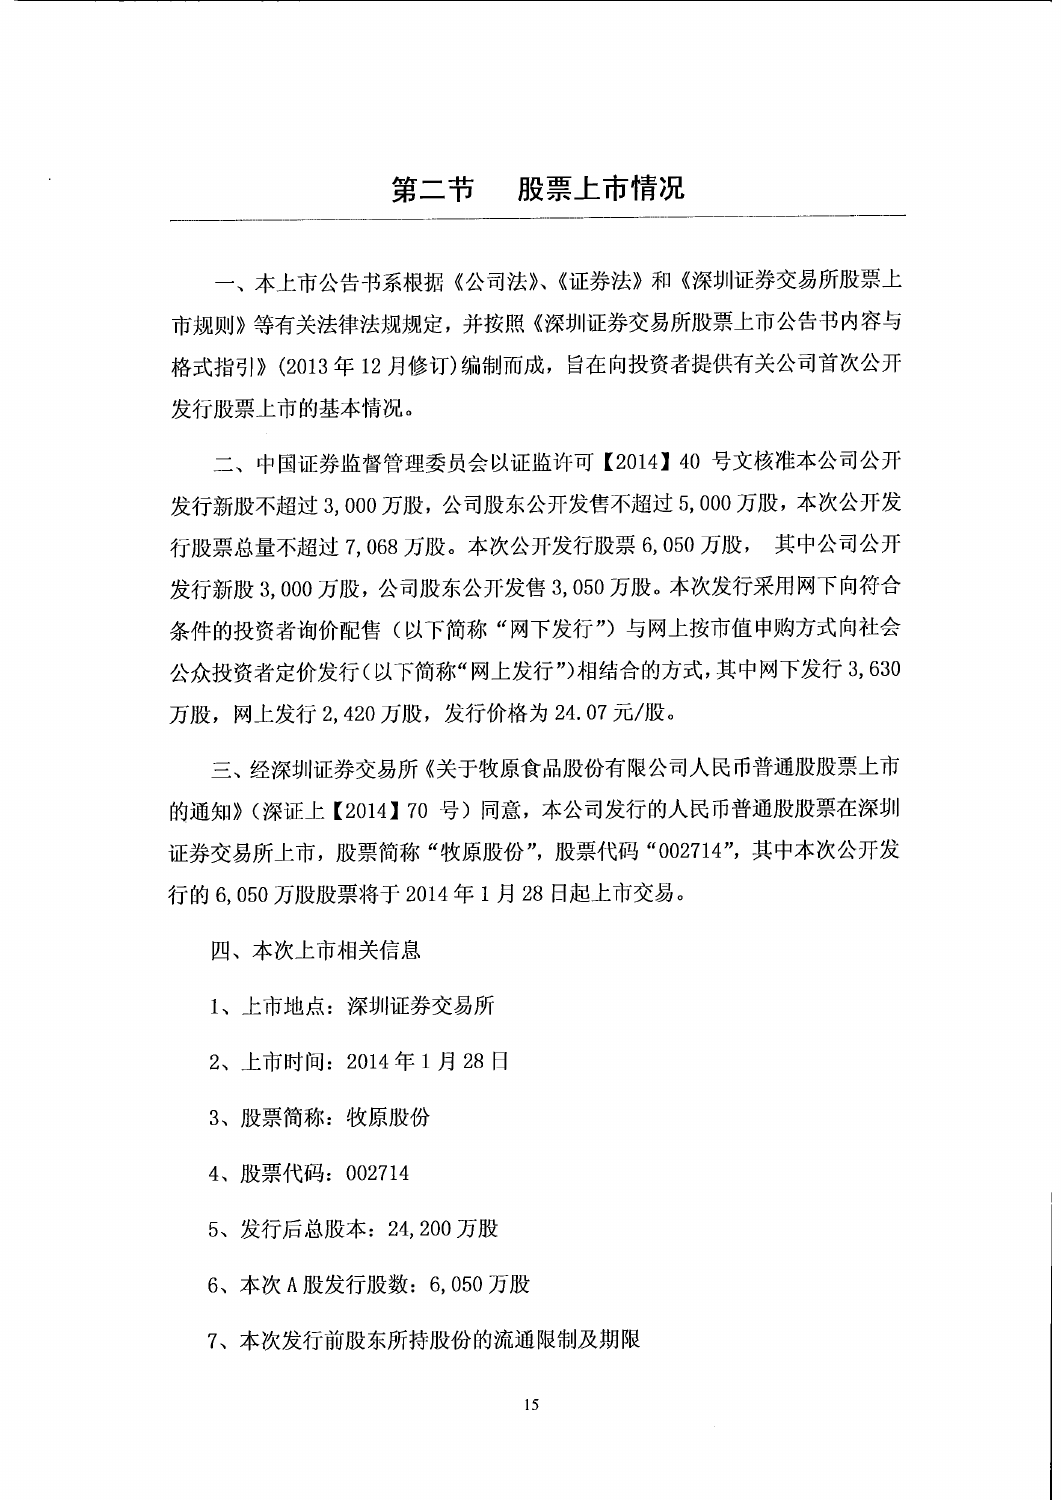 第二节 股票上市情况
一、本上市公告书系根据《公司法》、《证券法》和《深圳证券交易所股票上
市规则》等有关法律法规规定，并按照《深圳证券交易所股票上市公告书内容与
格式指引》(2013 年 12 月修订)编制而成，旨在向投资者提供有关公司首次公开
发行股票上市的基本情况。
二、中国证券监督管理委员会以证监许可【2014】40 号文核准本公司公开
发行新股不超过 3,000 万股，公司股东公开发售不超过 5,000 万股，本次公开发
行股票总量不超过 7,068 万股。本次公开发行股票 6,050 万股， 其中公司公开
发行新股 3,000 万股，公司股东公开发售 3,050 万股。本次发行采用网下向符合
条件的投资者询价配售（以下简称“网下发行”）与网上按市值申购方式向社会
公众投资者定价发行(以下简称“网上发行”)相结合的方式，其中网下发行 3,630
万股，网上发行 2,420 万股，发行价格为 24.07 元/股。
三、经深圳证券交易所《关于牧原食品股份有限公司人民币普通股股票上市
的通知》（深证上【2014】70 号）同意，本公司发行的人民币普通股股票在深圳
证券交易所上市，股票简称“牧原股份”，股票代码“002714”，其中本次公开发
行的 6,050 万股股票将于 2014 年 1 月 28 日起上市交易。
四、本次上市相关信息
1、上市地点：深圳证券交易所
2、上市时间：2014 年 1 月 28 日
3、股票简称：牧原股份
4、股票代码：002714
5、发行后总股本：24,200 万股
6、本次 A 股发行股数：6,050 万股
7、本次发行前股东所持股份的流通限制及期限
15